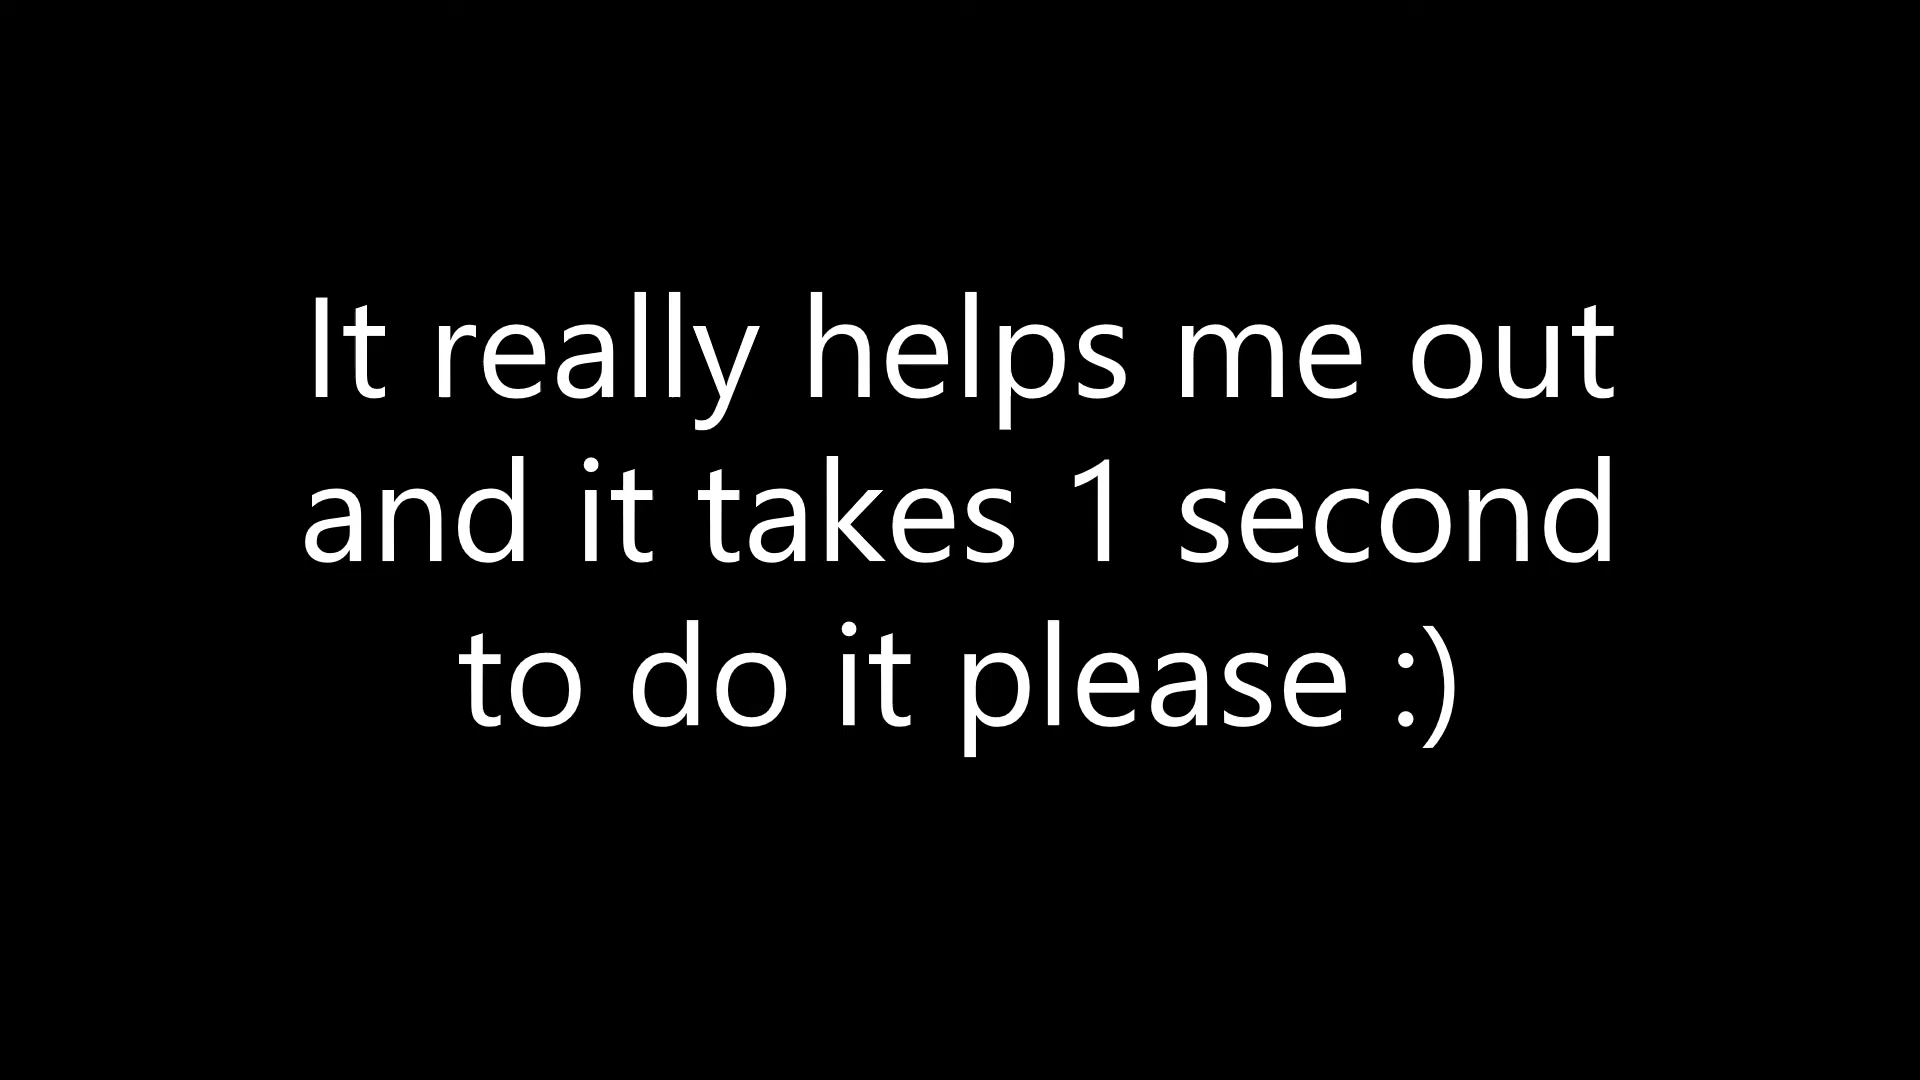 It really helps me out
and it takes 1 second
to do it please :)